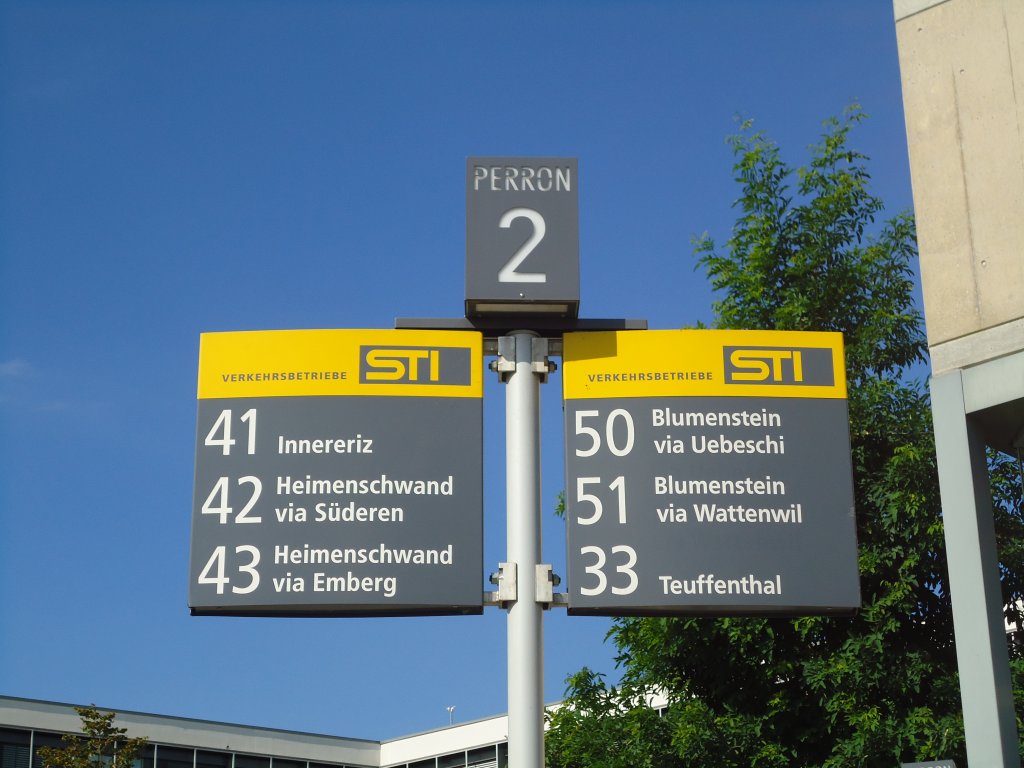 PERRON
2
VERKEHRSBETRIEBE STI
41 Innereriz
42 Heimenschwand
via Süderen
43 Heimenschwand
via Emberg
VERKEHRSBETRIEBE STI
50 Blumenstein
via Uebeschi
51 Blumenstein
via Wattenwil
33 Teuffenthal